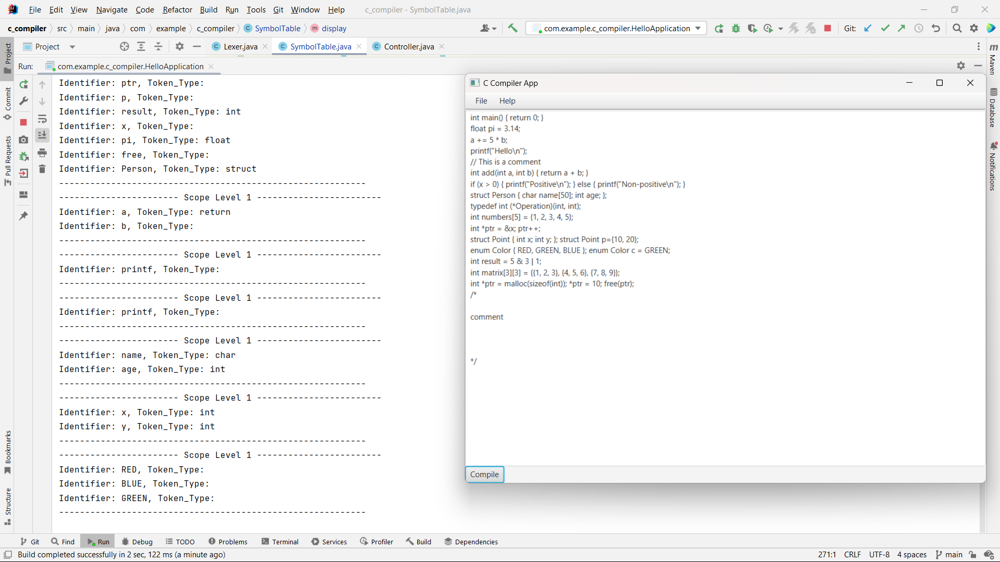 File Edit View Navigate Code Refactor Build Run Tools Git Window Help c_compiler - SymbolTable.java
c_compiler src main java com example c_compiler C SymbolTable m display com.example.c_compiler.HelloApplication Git:
Project C Lexer.java C SymbolTable.java C Controller.java
Run: com.example.c_compiler.HelloApplication
Project
Commit
Pull Requests
Bookmarks
Structure
Identifier: ptr, Token_Type:
Identifier: p, Token_Type:
Identifier: result, Token_Type: int
Identifier: x, Token_Type:
Identifier: pi, Token_Type: float
Identifier: free, Token_Type:
Identifier: Person, Token_Type: struct
-----------------------------------------------------------
----------------------- Scope Level 1 ------------------------
Identifier: a, Token_Type: return
Identifier: b, Token_Type:
-----------------------------------------------------------
----------------------- Scope Level 1 ------------------------
Identifier: printf, Token_Type:
-----------------------------------------------------------
----------------------- Scope Level 1 ------------------------
Identifier: printf, Token_Type:
-----------------------------------------------------------
----------------------- Scope Level 1 ------------------------
Identifier: name, Token_Type: char
Identifier: age, Token_Type: int
-----------------------------------------------------------
----------------------- Scope Level 1 ------------------------
Identifier: x, Token_Type: int
Identifier: y, Token_Type: int
-----------------------------------------------------------
----------------------- Scope Level 1 ------------------------
Identifier: RED, Token_Type:
Identifier: BLUE, Token_Type:
Identifier: GREEN, Token_Type:
-----------------------------------------------------------
C Compiler App
File Help
int main() { return 0; }
float pi = 3.14;
a += 5 * b;
printf("Hello\n");
// This is a comment
int add(int a, int b) { return a + b; }
if (x > 0) { printf("Positive\n"); } else { printf("Non-positive\n"); }
struct Person { char name[50]; int age; };
typedef int (*Operation)(int, int);
int numbers[5] = {1, 2, 3, 4, 5};
int *ptr = &x; ptr++;
struct Point { int x; int y; }; struct Point p={10, 20};
enum Color { RED, GREEN, BLUE }; enum Color c = GREEN;
int result = 5 & 3 | 1;
int matrix[3][3] = {{1, 2, 3}, {4, 5, 6}, {7, 8, 9}};
int *ptr = malloc(sizeof(int)); *ptr = 10; free(ptr);
/*
comment
*/
Compile
m Maven
Database
Notifications
Git Find Run Debug TODO Problems Terminal Services Profiler Build Dependencies
Build completed successfully in 2 sec, 122 ms (a minute ago) 271:1 CRLF UTF-8 4 spaces main